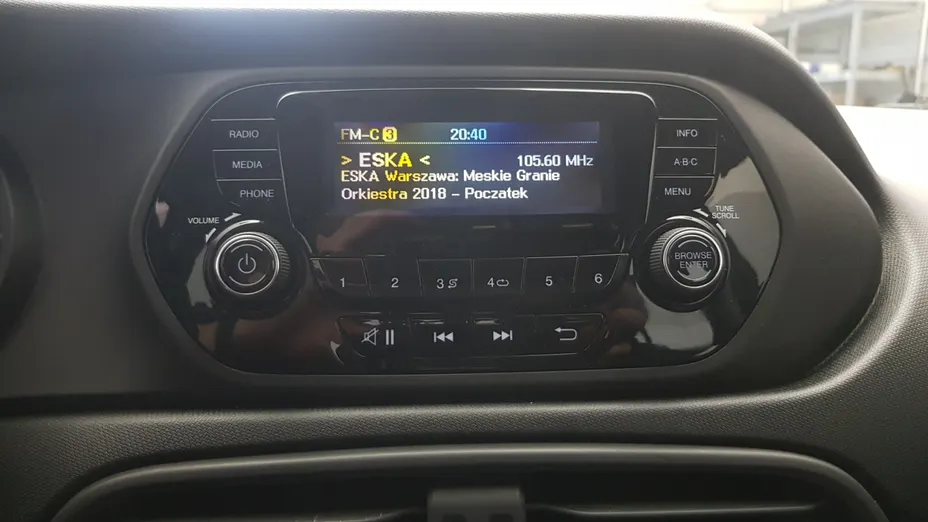 RADIO
MEDIA
PHONE
VOLUME
FM-C 3 20:40
> ESKA < 105.60 MHz
ESKA Warszawa: Meskie Granie
Orkiestra 2018 - Poczatek
INFO
A·B·C
MENU
TUNE
SCROLL
BROWSE
ENTER
1 2 3 4 5 6